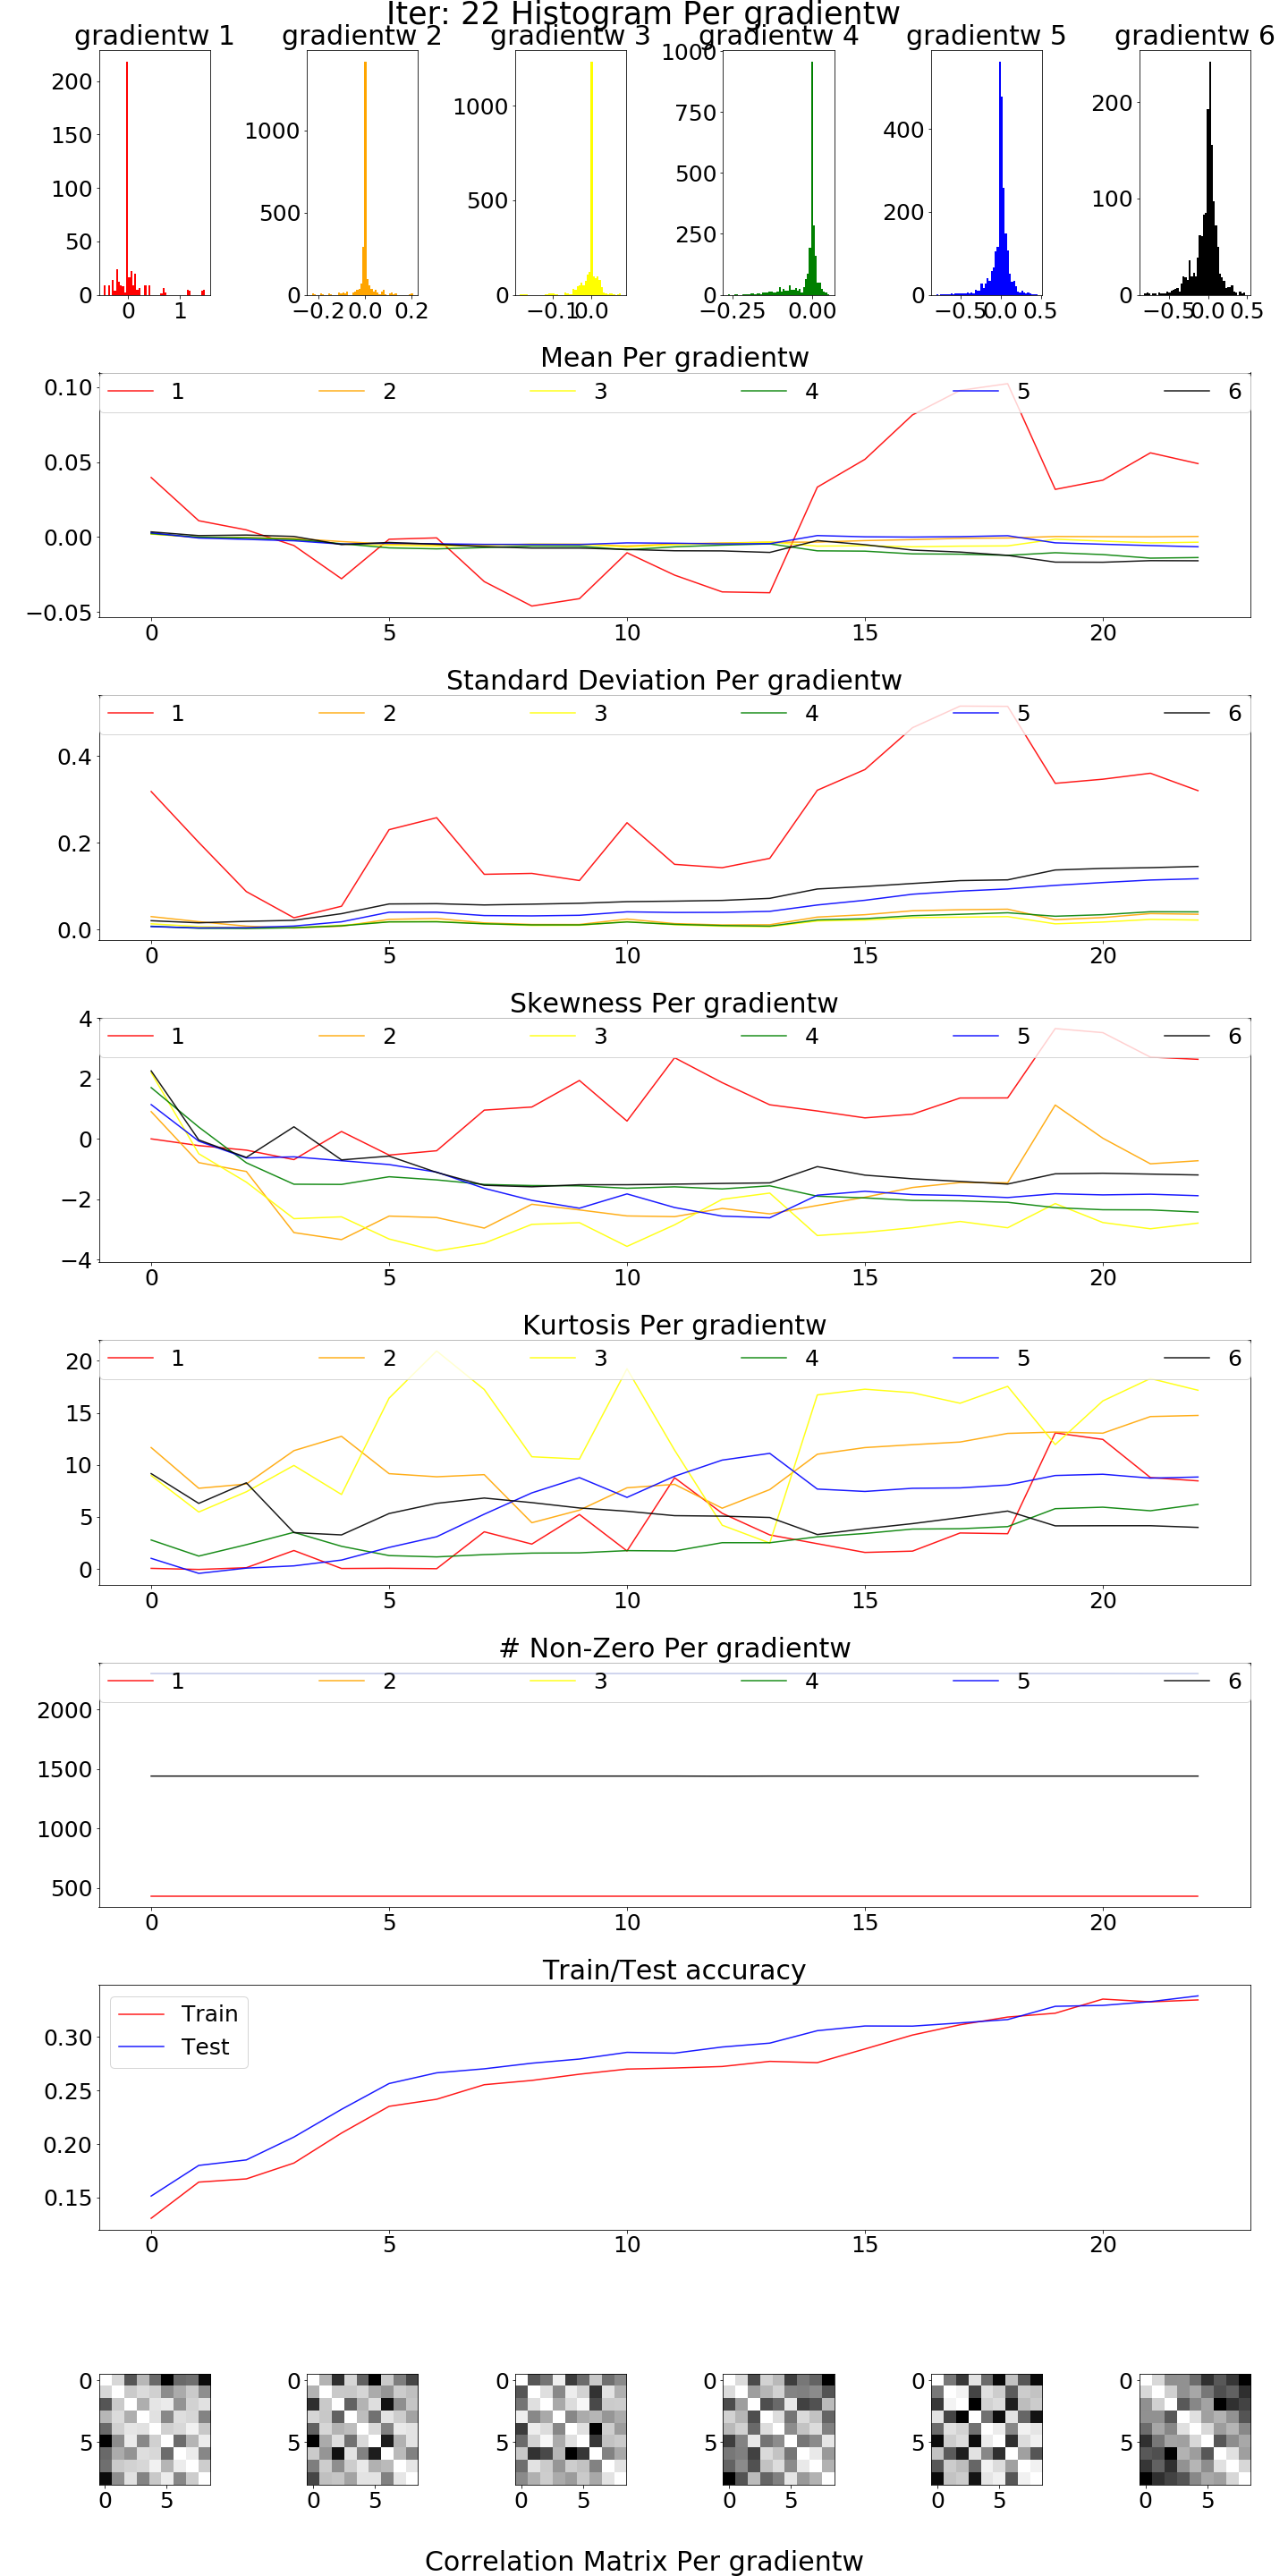 Iter: 22 Histogram Per gradientw
gradientw 1 gradientw 2 gradientw 3 gradientw 4 gradientw 5 gradientw 6
200
150
100
50
0
0 1
1000
500
0
−0.2 0.0 0.2
1000
500
0
−0.1 0.0
1000
750
500
250
0
−0.25 0.00
400
200
0
−0.5 0.0 0.5
200
100
0
−0.5 0.0 0.5
Mean Per gradientw
1 2 3 4 5 6
0.10
0.05
0.00
−0.05
0 5 10 15 20
Standard Deviation Per gradientw
1 2 3 4 5 6
0.4
0.2
0.0
0 5 10 15 20
Skewness Per gradientw
1 2 3 4 5 6
4
2
0
−2
−4
0 5 10 15 20
Kurtosis Per gradientw
1 2 3 4 5 6
20
15
10
5
0
0 5 10 15 20
# Non-Zero Per gradientw
1 2 3 4 5 6
2000
1500
1000
500
0 5 10 15 20
Train/Test accuracy
Train
Test
0.30
0.25
0.20
0.15
0 5 10 15 20
0
5
0 5
0
5
0 5
0
5
0 5
0
5
0 5
0
5
0 5
0
5
0 5
Correlation Matrix Per gradientw